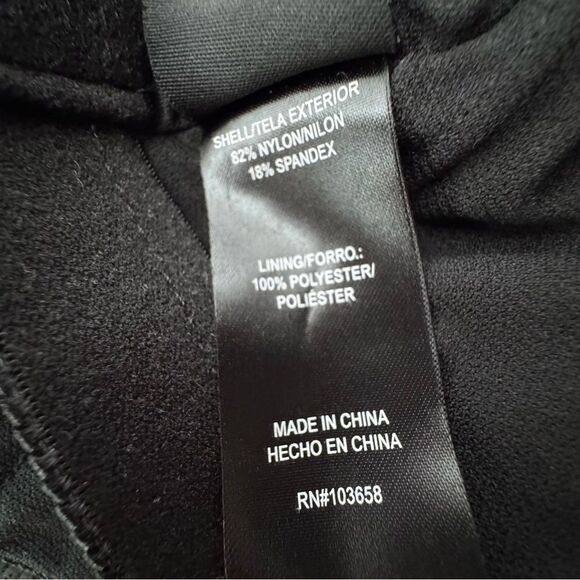 SHELL/TELA EXTERIOR
82% NYLON/NILON
18% SPANDEX
LINING/FORRO.:
100% POLYESTER/
POLIÉSTER
MADE IN CHINA
HECHO EN CHINA
RN#103658